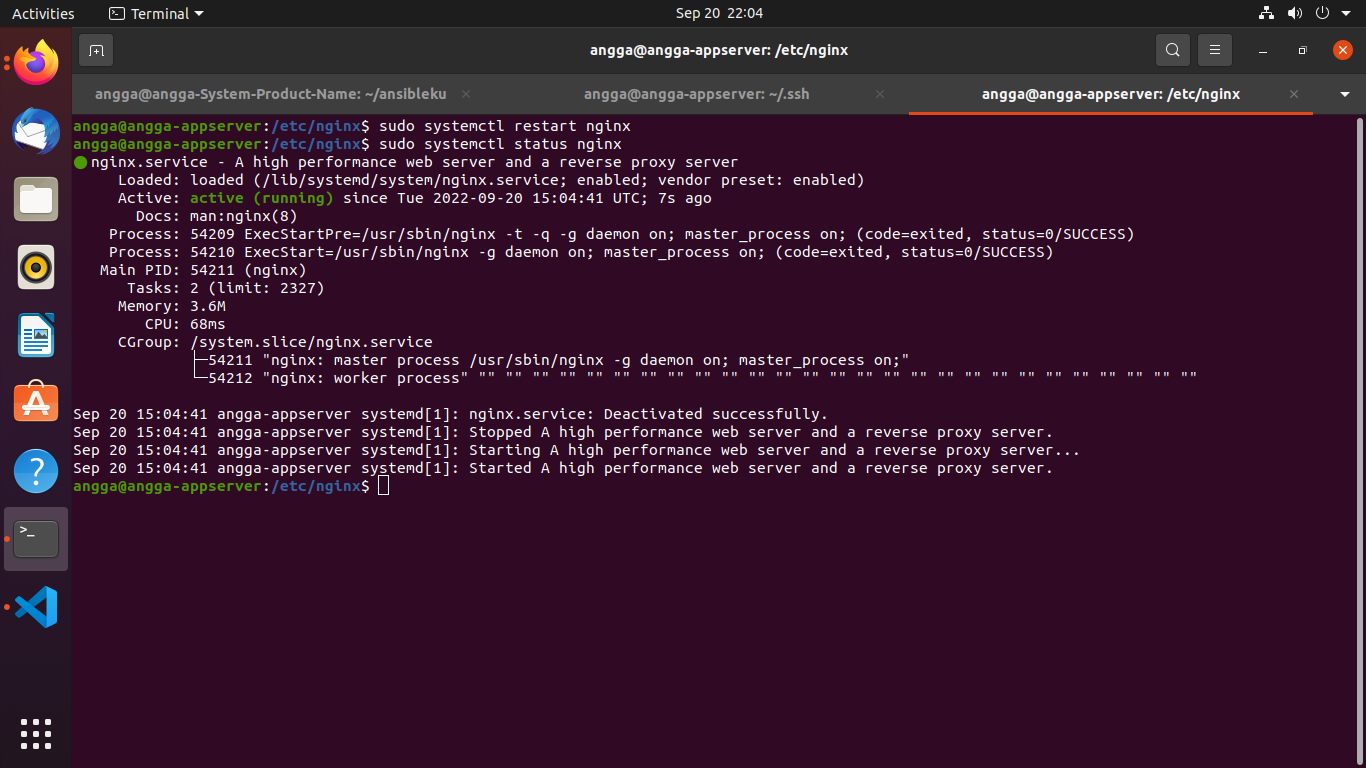 Activities
Terminal
Sep 20 22:04
angga@angga-appserver: /etc/nginx
angga@angga-System-Product-Name: ~/ansibleku
angga@angga-appserver: ~/.ssh
angga@angga-appserver: /etc/nginx
angga@angga-appserver:/etc/nginx$ sudo systemctl restart nginx
angga@angga-appserver:/etc/nginx$ sudo systemctl status nginx
● nginx.service - A high performance web server and a reverse proxy server
     Loaded: loaded (/lib/systemd/system/nginx.service; enabled; vendor preset: enabled)
     Active: active (running) since Tue 2022-09-20 15:04:41 UTC; 7s ago
       Docs: man:nginx(8)
    Process: 54209 ExecStartPre=/usr/sbin/nginx -t -q -g daemon on; master_process on; (code=exited, status=0/SUCCESS)
    Process: 54210 ExecStart=/usr/sbin/nginx -g daemon on; master_process on; (code=exited, status=0/SUCCESS)
   Main PID: 54211 (nginx)
      Tasks: 2 (limit: 2327)
     Memory: 3.6M
        CPU: 68ms
     CGroup: /system.slice/nginx.service
             ├─54211 "nginx: master process /usr/sbin/nginx -g daemon on; master_process on;"
             └─54212 "nginx: worker process" "" "" "" "" "" "" "" "" "" "" "" "" "" "" "" "" "" "" "" "" "" "" "" "" "" "" ""

Sep 20 15:04:41 angga-appserver systemd[1]: nginx.service: Deactivated successfully.
Sep 20 15:04:41 angga-appserver systemd[1]: Stopped A high performance web server and a reverse proxy server.
Sep 20 15:04:41 angga-appserver systemd[1]: Starting A high performance web server and a reverse proxy server...
Sep 20 15:04:41 angga-appserver systemd[1]: Started A high performance web server and a reverse proxy server.
angga@angga-appserver:/etc/nginx$